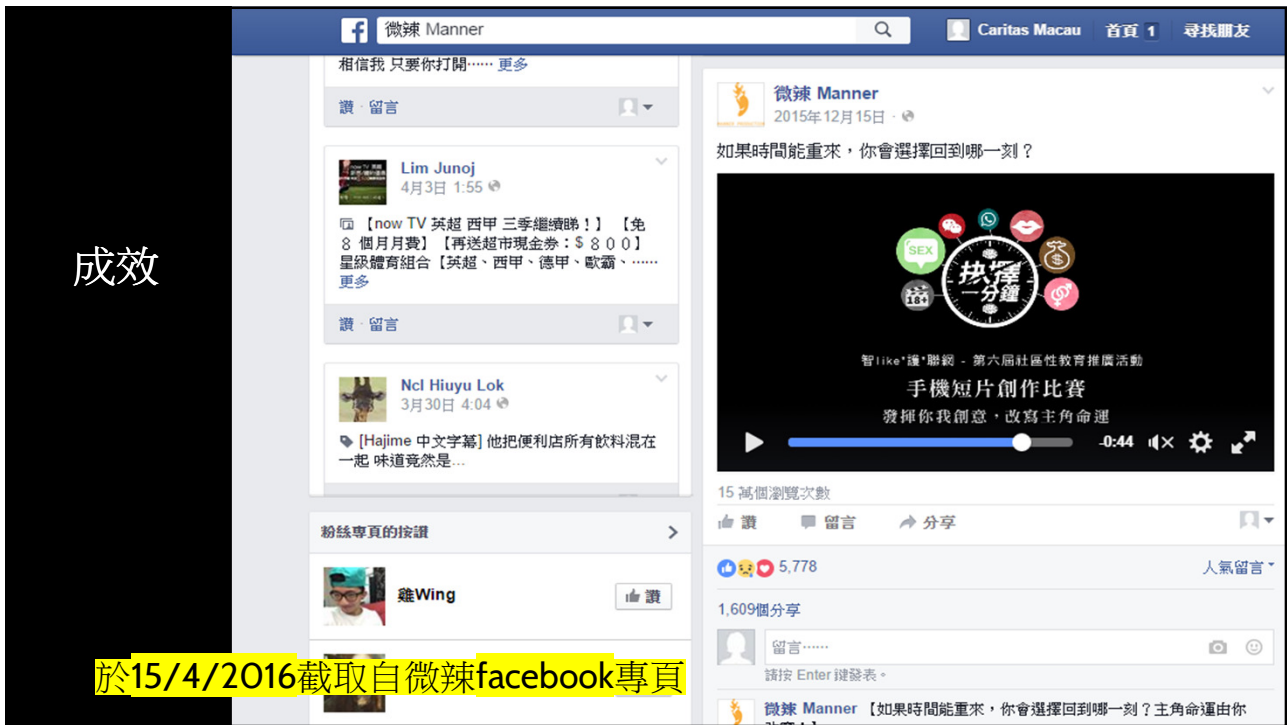 成效
微辣 Manner
Caritas Macau
首頁 1
尋找朋友
相信我 只要你打開…… 更多
讚 · 留言
Lim Junoj
4月3日 1:55
【now TV 英超 西甲 三季繼續睇！】 【免
８ 個月月費】【再送超市現金券：$８００】
星級體育組合【英超、西甲、德甲、歐霸、……
更多
讚 · 留言
Ncl Hiuyu Lok
3月30日 4:04
[Hajime 中文字幕] 他把便利店所有飲料混在
一起 味道竟然是...
粉絲專頁的按讚
雞Wing
讚
微辣 Manner
2015年12月15日
如果時間能重來，你會選擇回到哪一刻？
SEX
18+
抉擇
一分鐘
智like"護"聯網 - 第六屆社區性教育推廣活動
手機短片創作比賽
發揮你我創意，改寫主角命運
-0:44
15 萬個瀏覽次數
讚 留言 分享
5,778
人氣留言
1,609個分享
留言……
請按 Enter 鍵發表。
微辣 Manner 【如果時間能重來，你會選擇回到哪一刻？主角命運由你
於15/4/2016截取自微辣facebook專頁